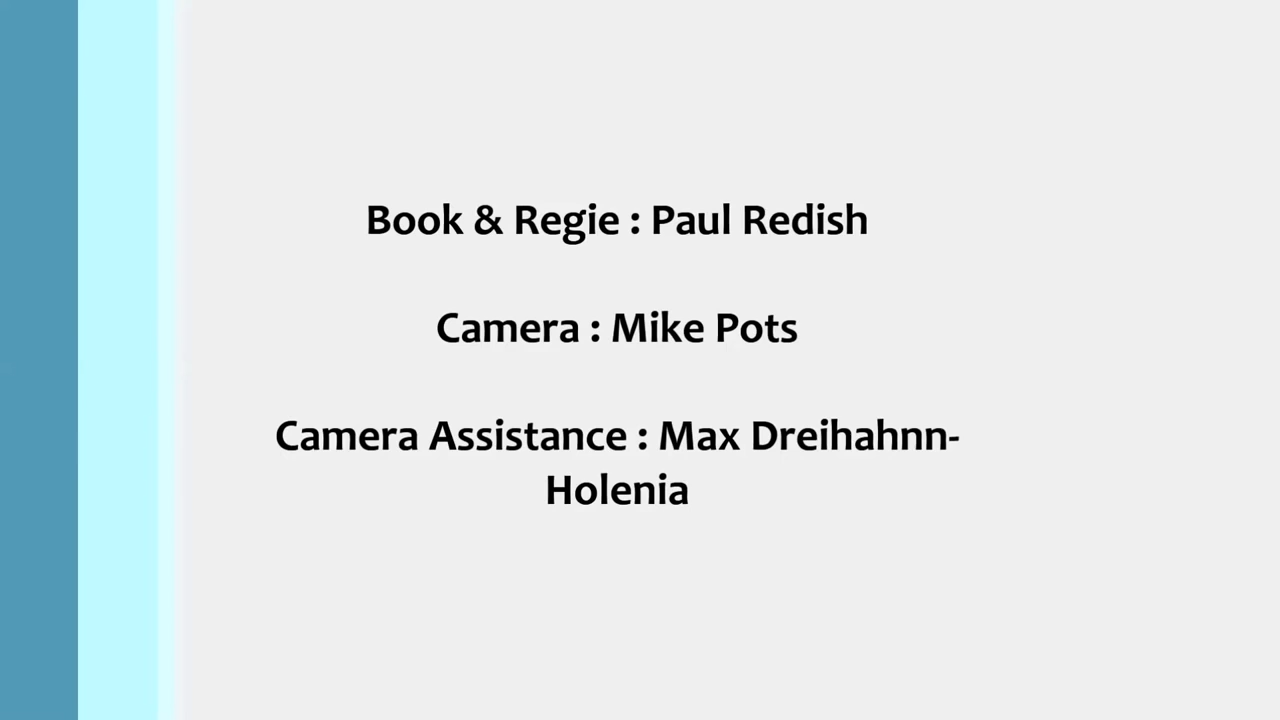 Book & Regie : Paul Redish
Camera : Mike Pots
Camera Assistance : Max Dreihahnn-
Holenia